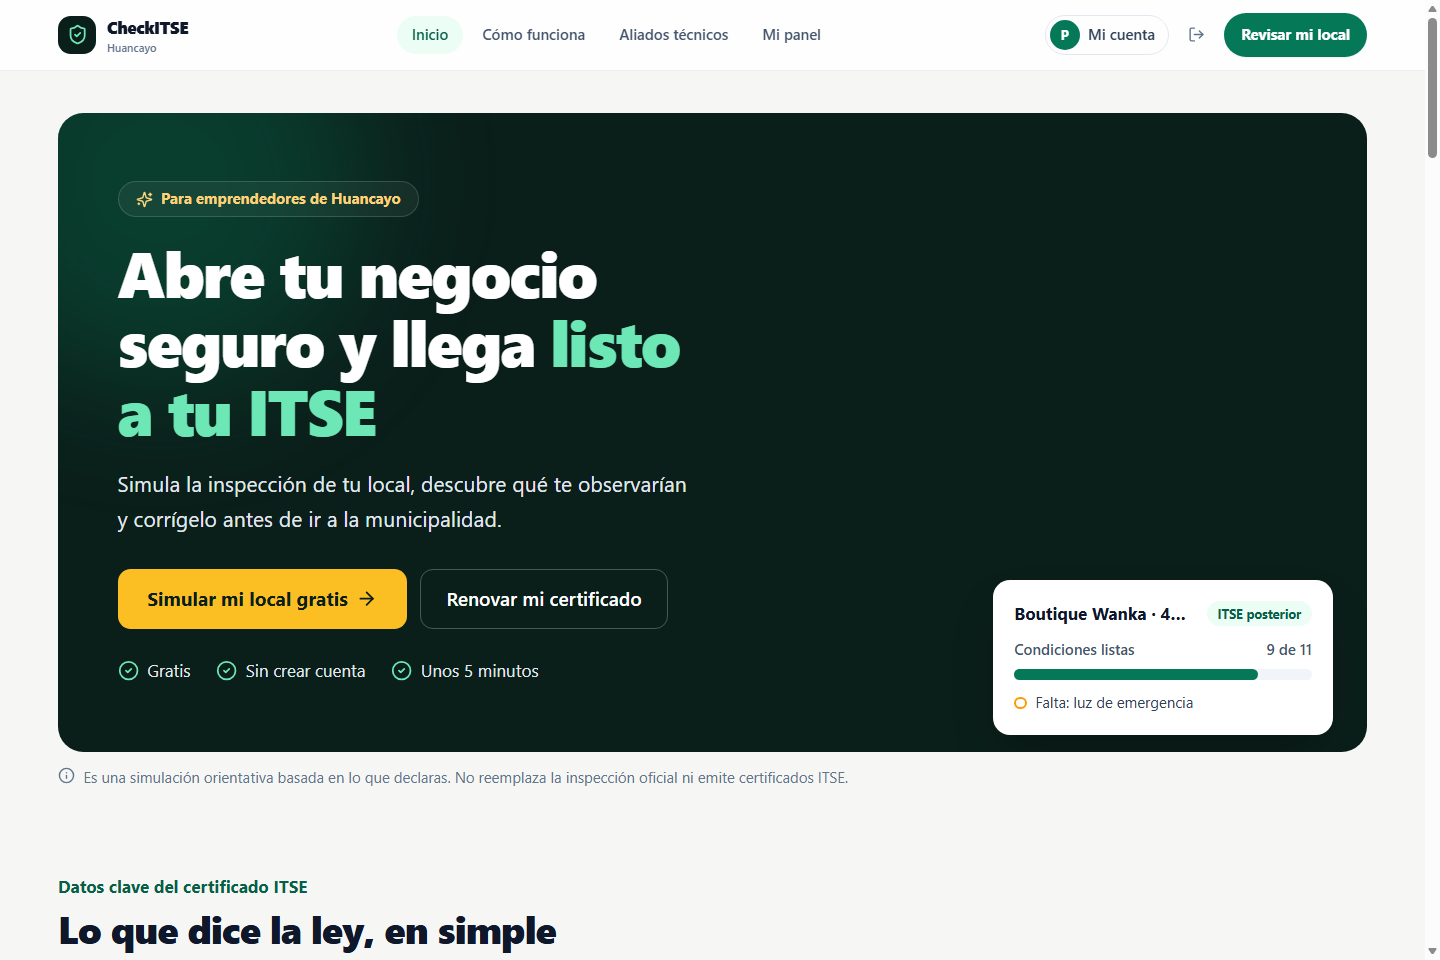 CheckITSE
Huancayo
Inicio
Cómo funciona
Aliados técnicos
Mi panel
P
Mi cuenta
Revisar mi local
Para emprendedores de Huancayo
Abre tu negocio
seguro y llega listo
a tu ITSE
Simula la inspección de tu local, descubre qué te observarían
y corrígelo antes de ir a la municipalidad.
Simular mi local gratis
Renovar mi certificado
Gratis
Sin crear cuenta
Unos 5 minutos
Boutique Wanka · 4...
ITSE posterior
Condiciones listas
9 de 11
Falta: luz de emergencia
Es una simulación orientativa basada en lo que declaras. No reemplaza la inspección oficial ni emite certificados ITSE.
Datos clave del certificado ITSE
Lo que dice la ley, en simple